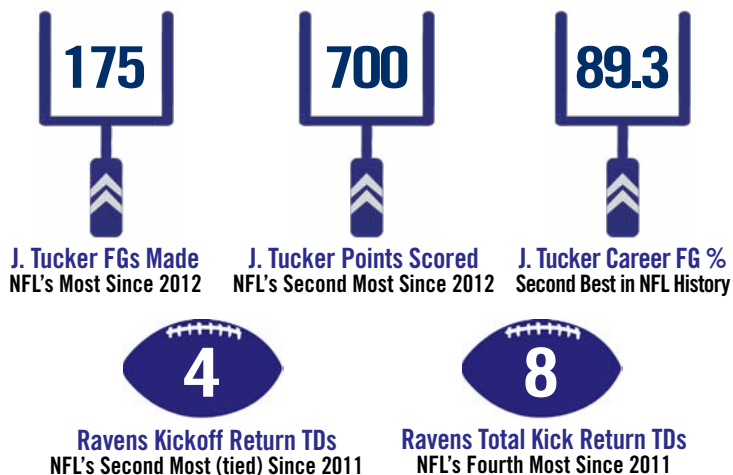 175
J. Tucker FGs Made
NFL's Most Since 2012
700
J. Tucker Points Scored
NFL's Second Most Since 2012
89.3
J. Tucker Career FG %
Second Best in NFL History
4
Ravens Kickoff Return TDs
NFL's Second Most (tied) Since 2011
8
Ravens Total Kick Return TDs
NFL's Fourth Most Since 2011